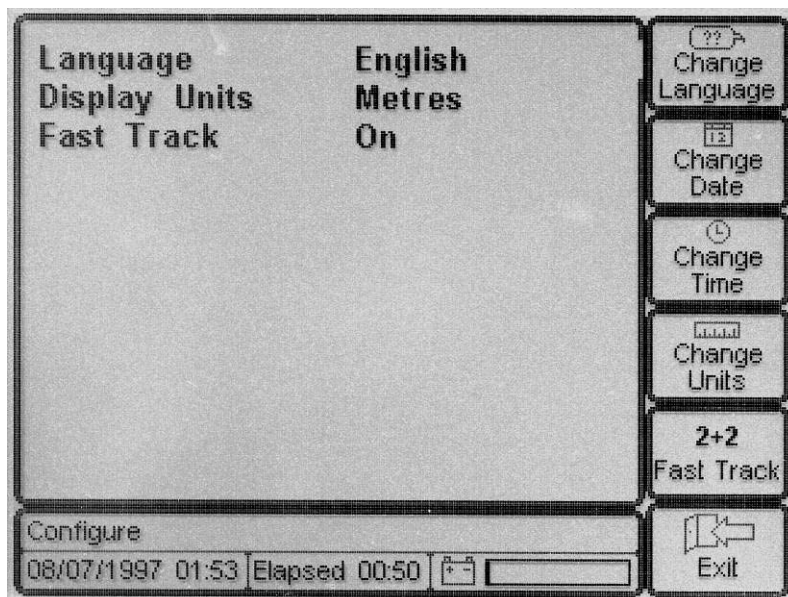 Language English
Display Units Metres
Fast Track On
??
Change
Language
12
Change
Date
Change
Time
Change
Units
2+2
Fast Track
Exit
Configure
08/07/1997 01:53 Elapsed 00:50 + -